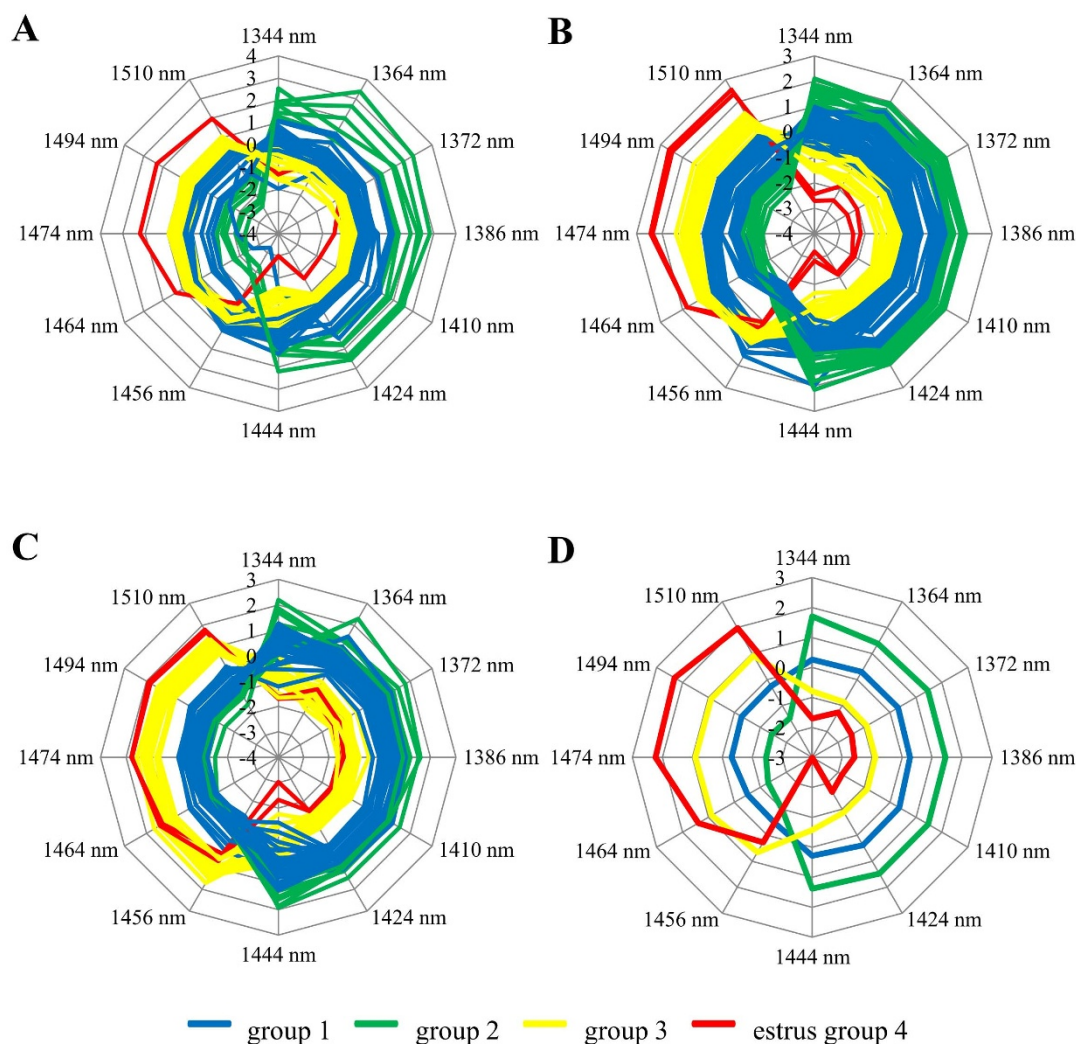 A
1344 nm
1364 nm
1372 nm
1386 nm
1410 nm
1424 nm
1444 nm
1456 nm
1464 nm
1474 nm
1494 nm
1510 nm
4
3
2
1
0
-1
-2
-3
-4
B
1344 nm
1364 nm
1372 nm
1386 nm
1410 nm
1424 nm
1444 nm
1456 nm
1464 nm
1474 nm
1494 nm
1510 nm
3
2
1
0
-1
-2
-3
-4
C
1344 nm
1364 nm
1372 nm
1386 nm
1410 nm
1424 nm
1444 nm
1456 nm
1464 nm
1474 nm
1494 nm
1510 nm
3
2
1
0
-1
-2
-3
-4
D
1344 nm
1364 nm
1372 nm
1386 nm
1410 nm
1424 nm
1444 nm
1456 nm
1464 nm
1474 nm
1494 nm
1510 nm
3
2
1
0
-1
-2
-3
group 1
group 2
group 3
estrus group 4